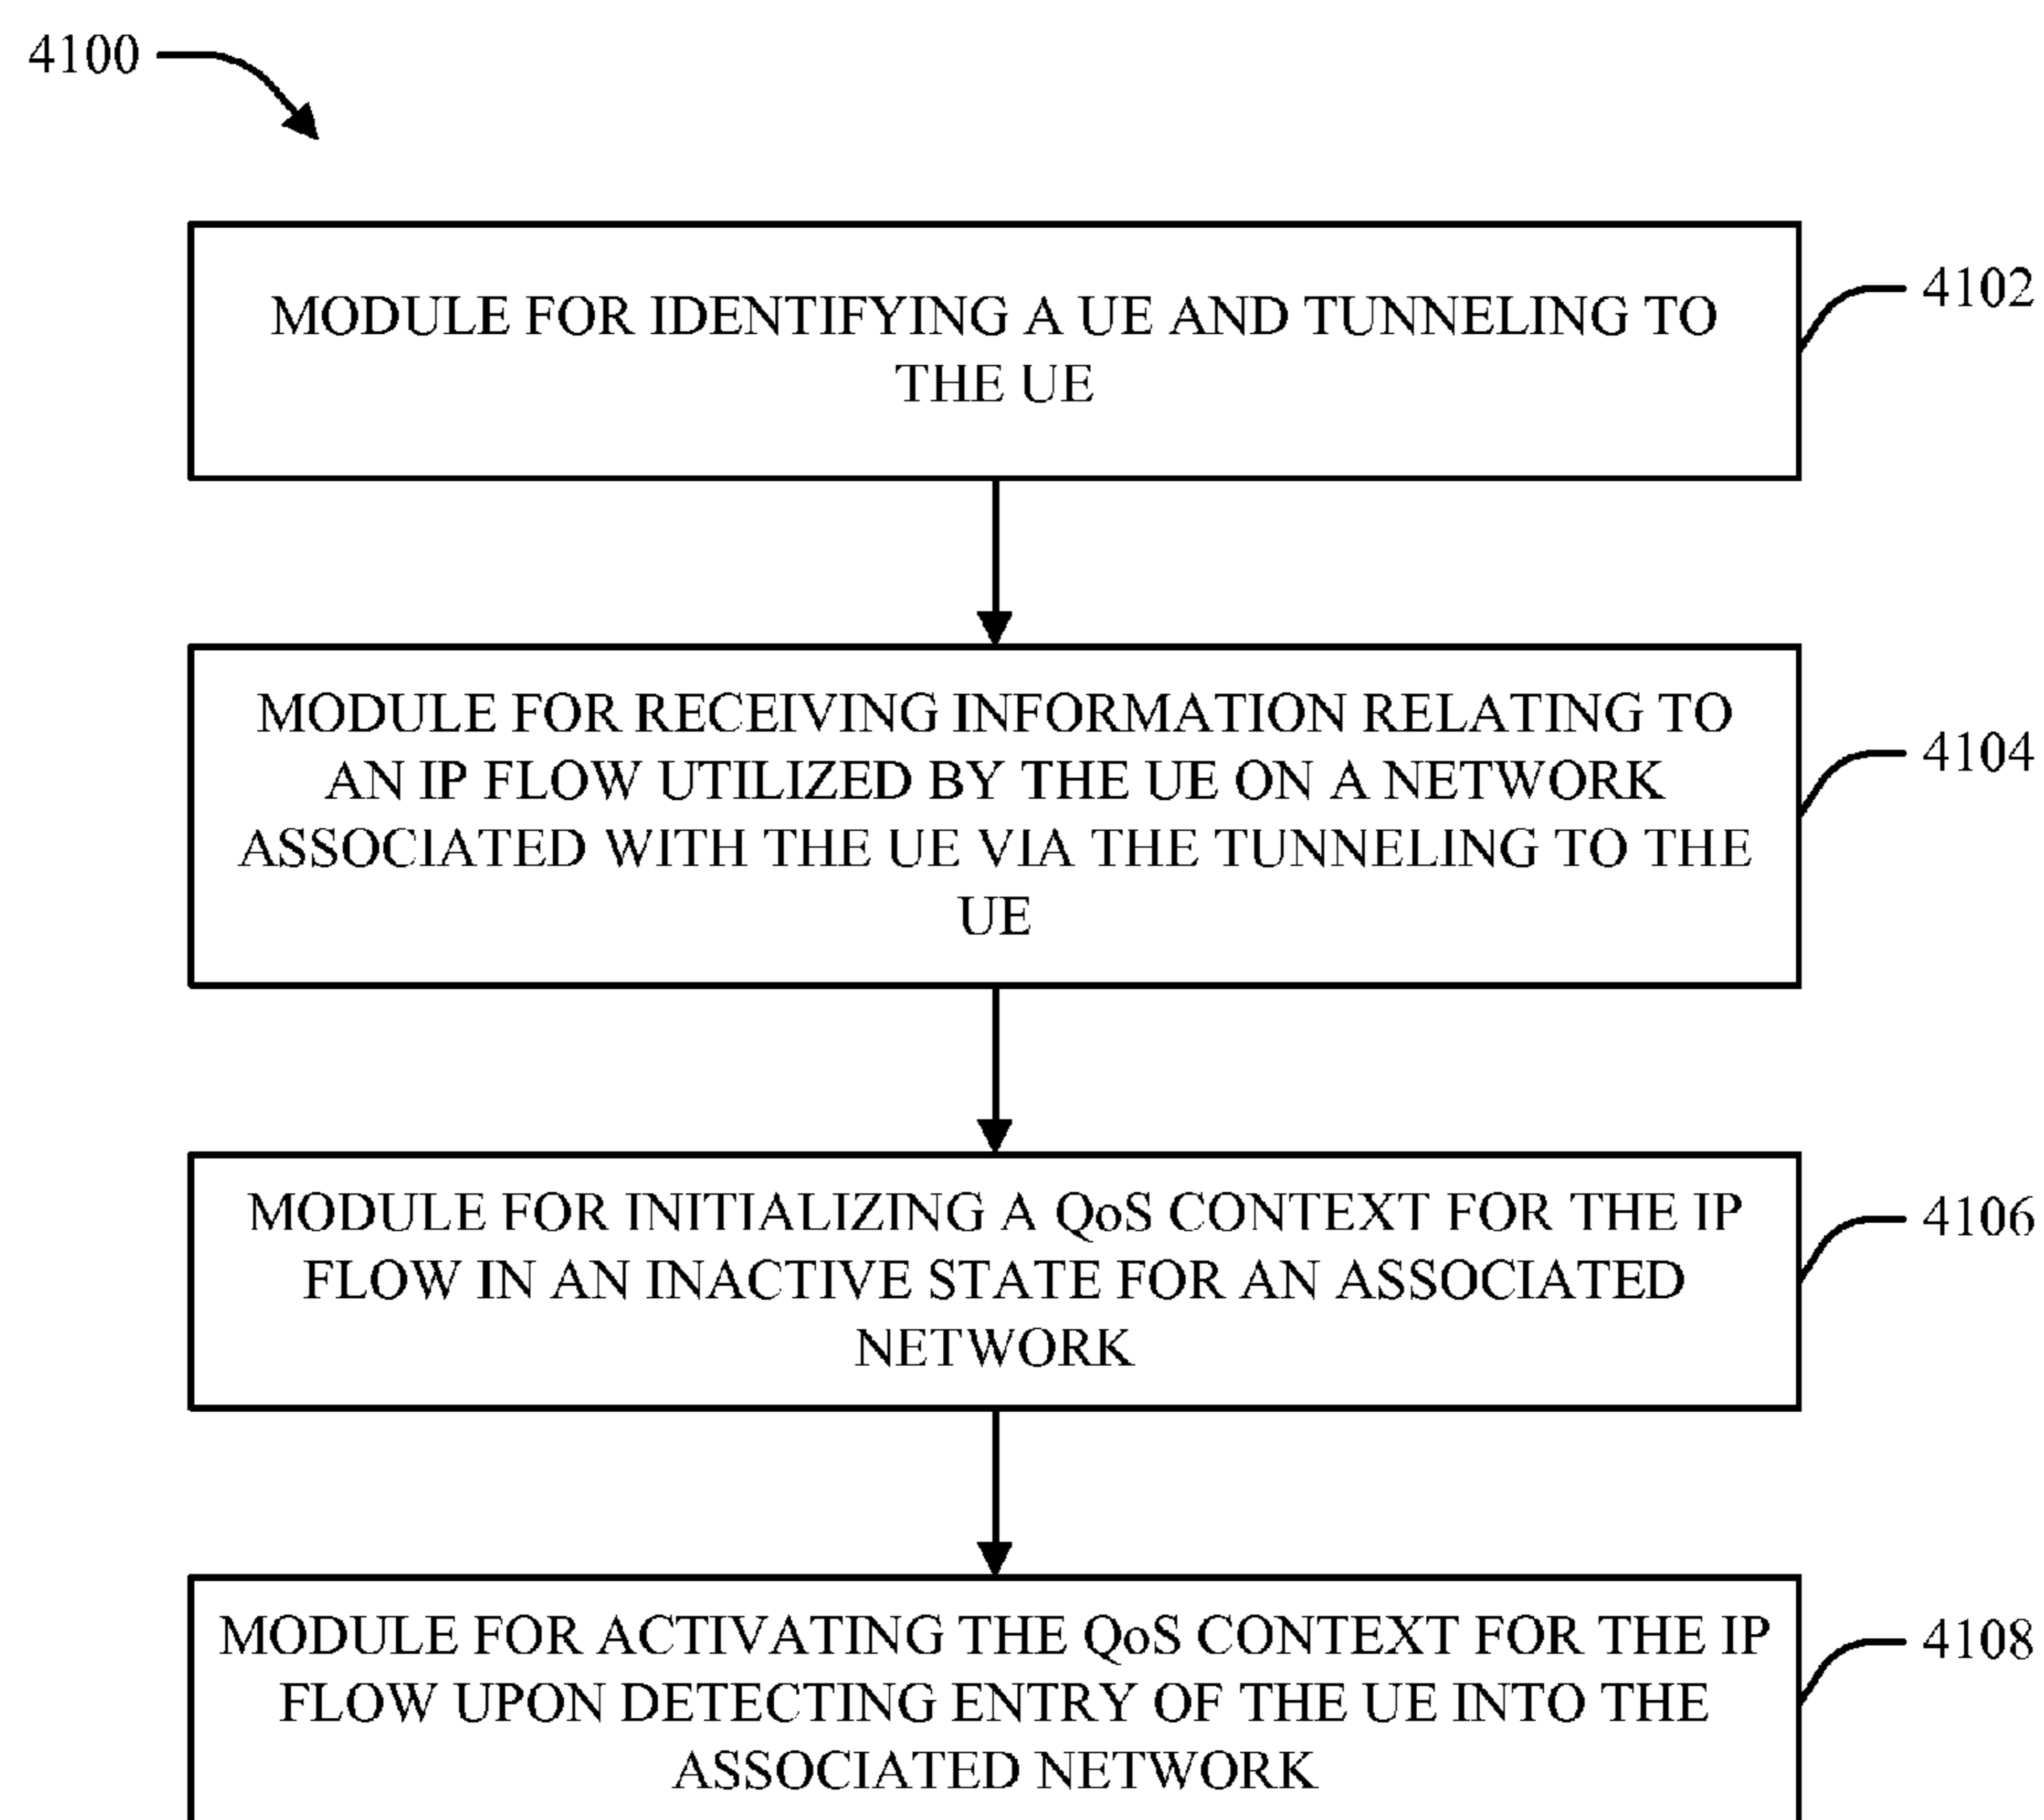 4100
MODULE FOR IDENTIFYING A UE AND TUNNELING TO
THE UE
4102
MODULE FOR RECEIVING INFORMATION RELATING TO
AN IP FLOW UTILIZED BY THE UE ON A NETWORK
ASSOCIATED WITH THE UE VIA THE TUNNELING TO THE
UE
4104
MODULE FOR INITIALIZING A QoS CONTEXT FOR THE IP
FLOW IN AN INACTIVE STATE FOR AN ASSOCIATED
NETWORK
4106
MODULE FOR ACTIVATING THE QoS CONTEXT FOR THE IP
FLOW UPON DETECTING ENTRY OF THE UE INTO THE
ASSOCIATED NETWORK
4108